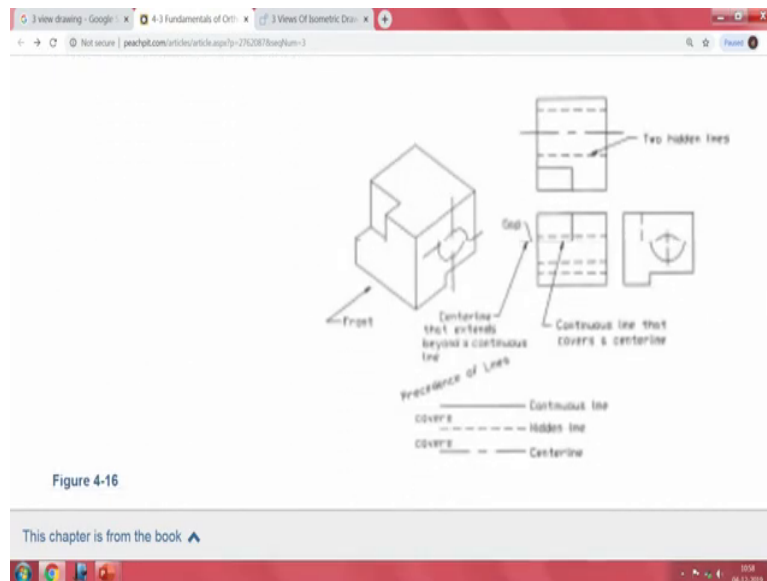 3 view drawing - Google S
4-3 Fundamentals of Orth
3 Views Of Isometric Draw
Not secure | peachpit.com/articles/article.aspx?p=2762087&seqNum=3
Paused
Two hidden lines
Gap
Front
Centerline
that extends
beyond a continuous
line
Continuous line that
covers a centerline
Precedence of Lines
Continuous line
covers
Hidden line
covers
Centerline
Figure 4-16
This chapter is from the book
10:58